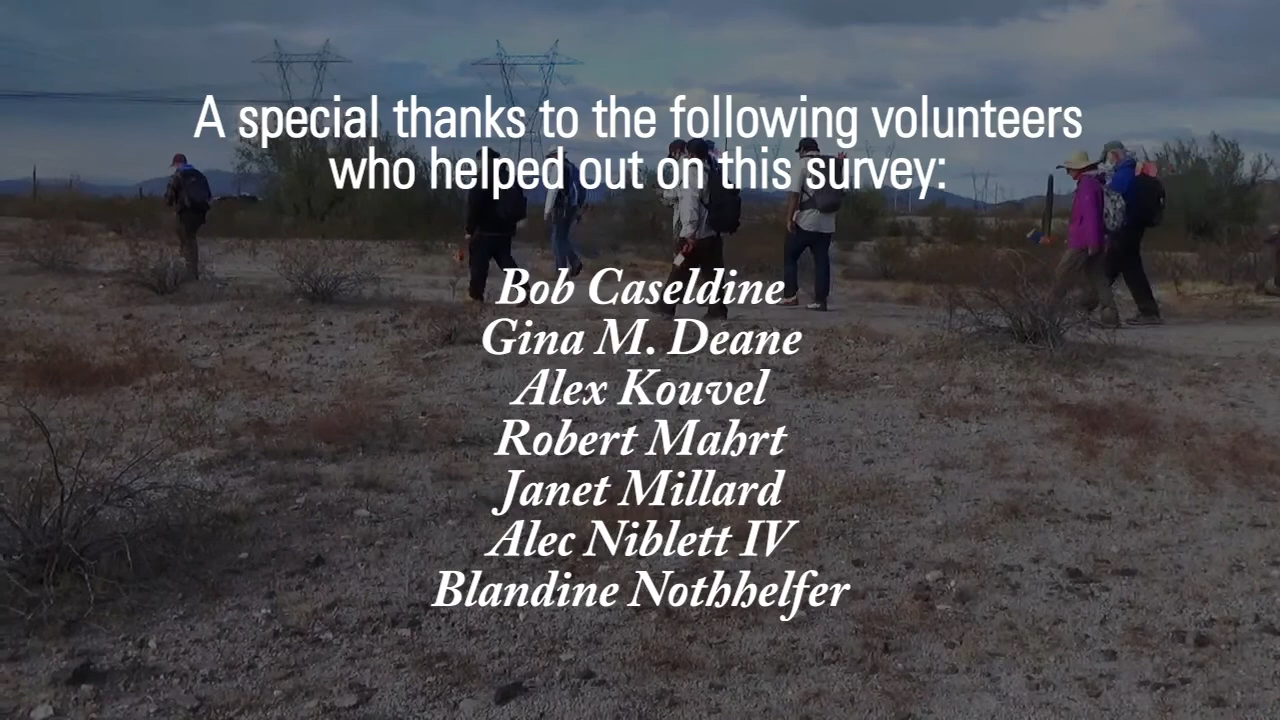 A special thanks to the following volunteers
who helped out on this survey:
Bob Caseldine
Gina M. Deane
Alex Kouvel
Robert Mahrt
Janet Millard
Alec Niblett IV
Blandine Nothhelfer